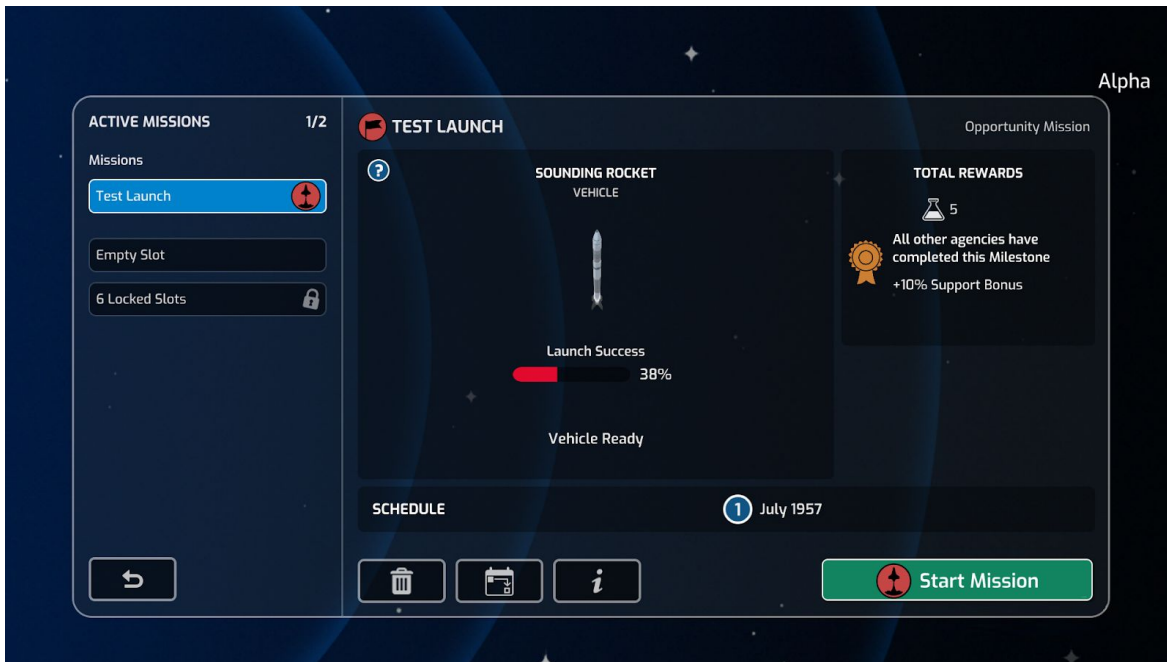 Alpha
ACTIVE MISSIONS 1/2
Missions
Test Launch
Empty Slot
6 Locked Slots
TEST LAUNCH
Opportunity Mission
?
SOUNDING ROCKET
VEHICLE
Launch Success
38%
Vehicle Ready
TOTAL REWARDS
5
All other agencies have
completed this Milestone
+10% Support Bonus
SCHEDULE
1 July 1957
i
Start Mission